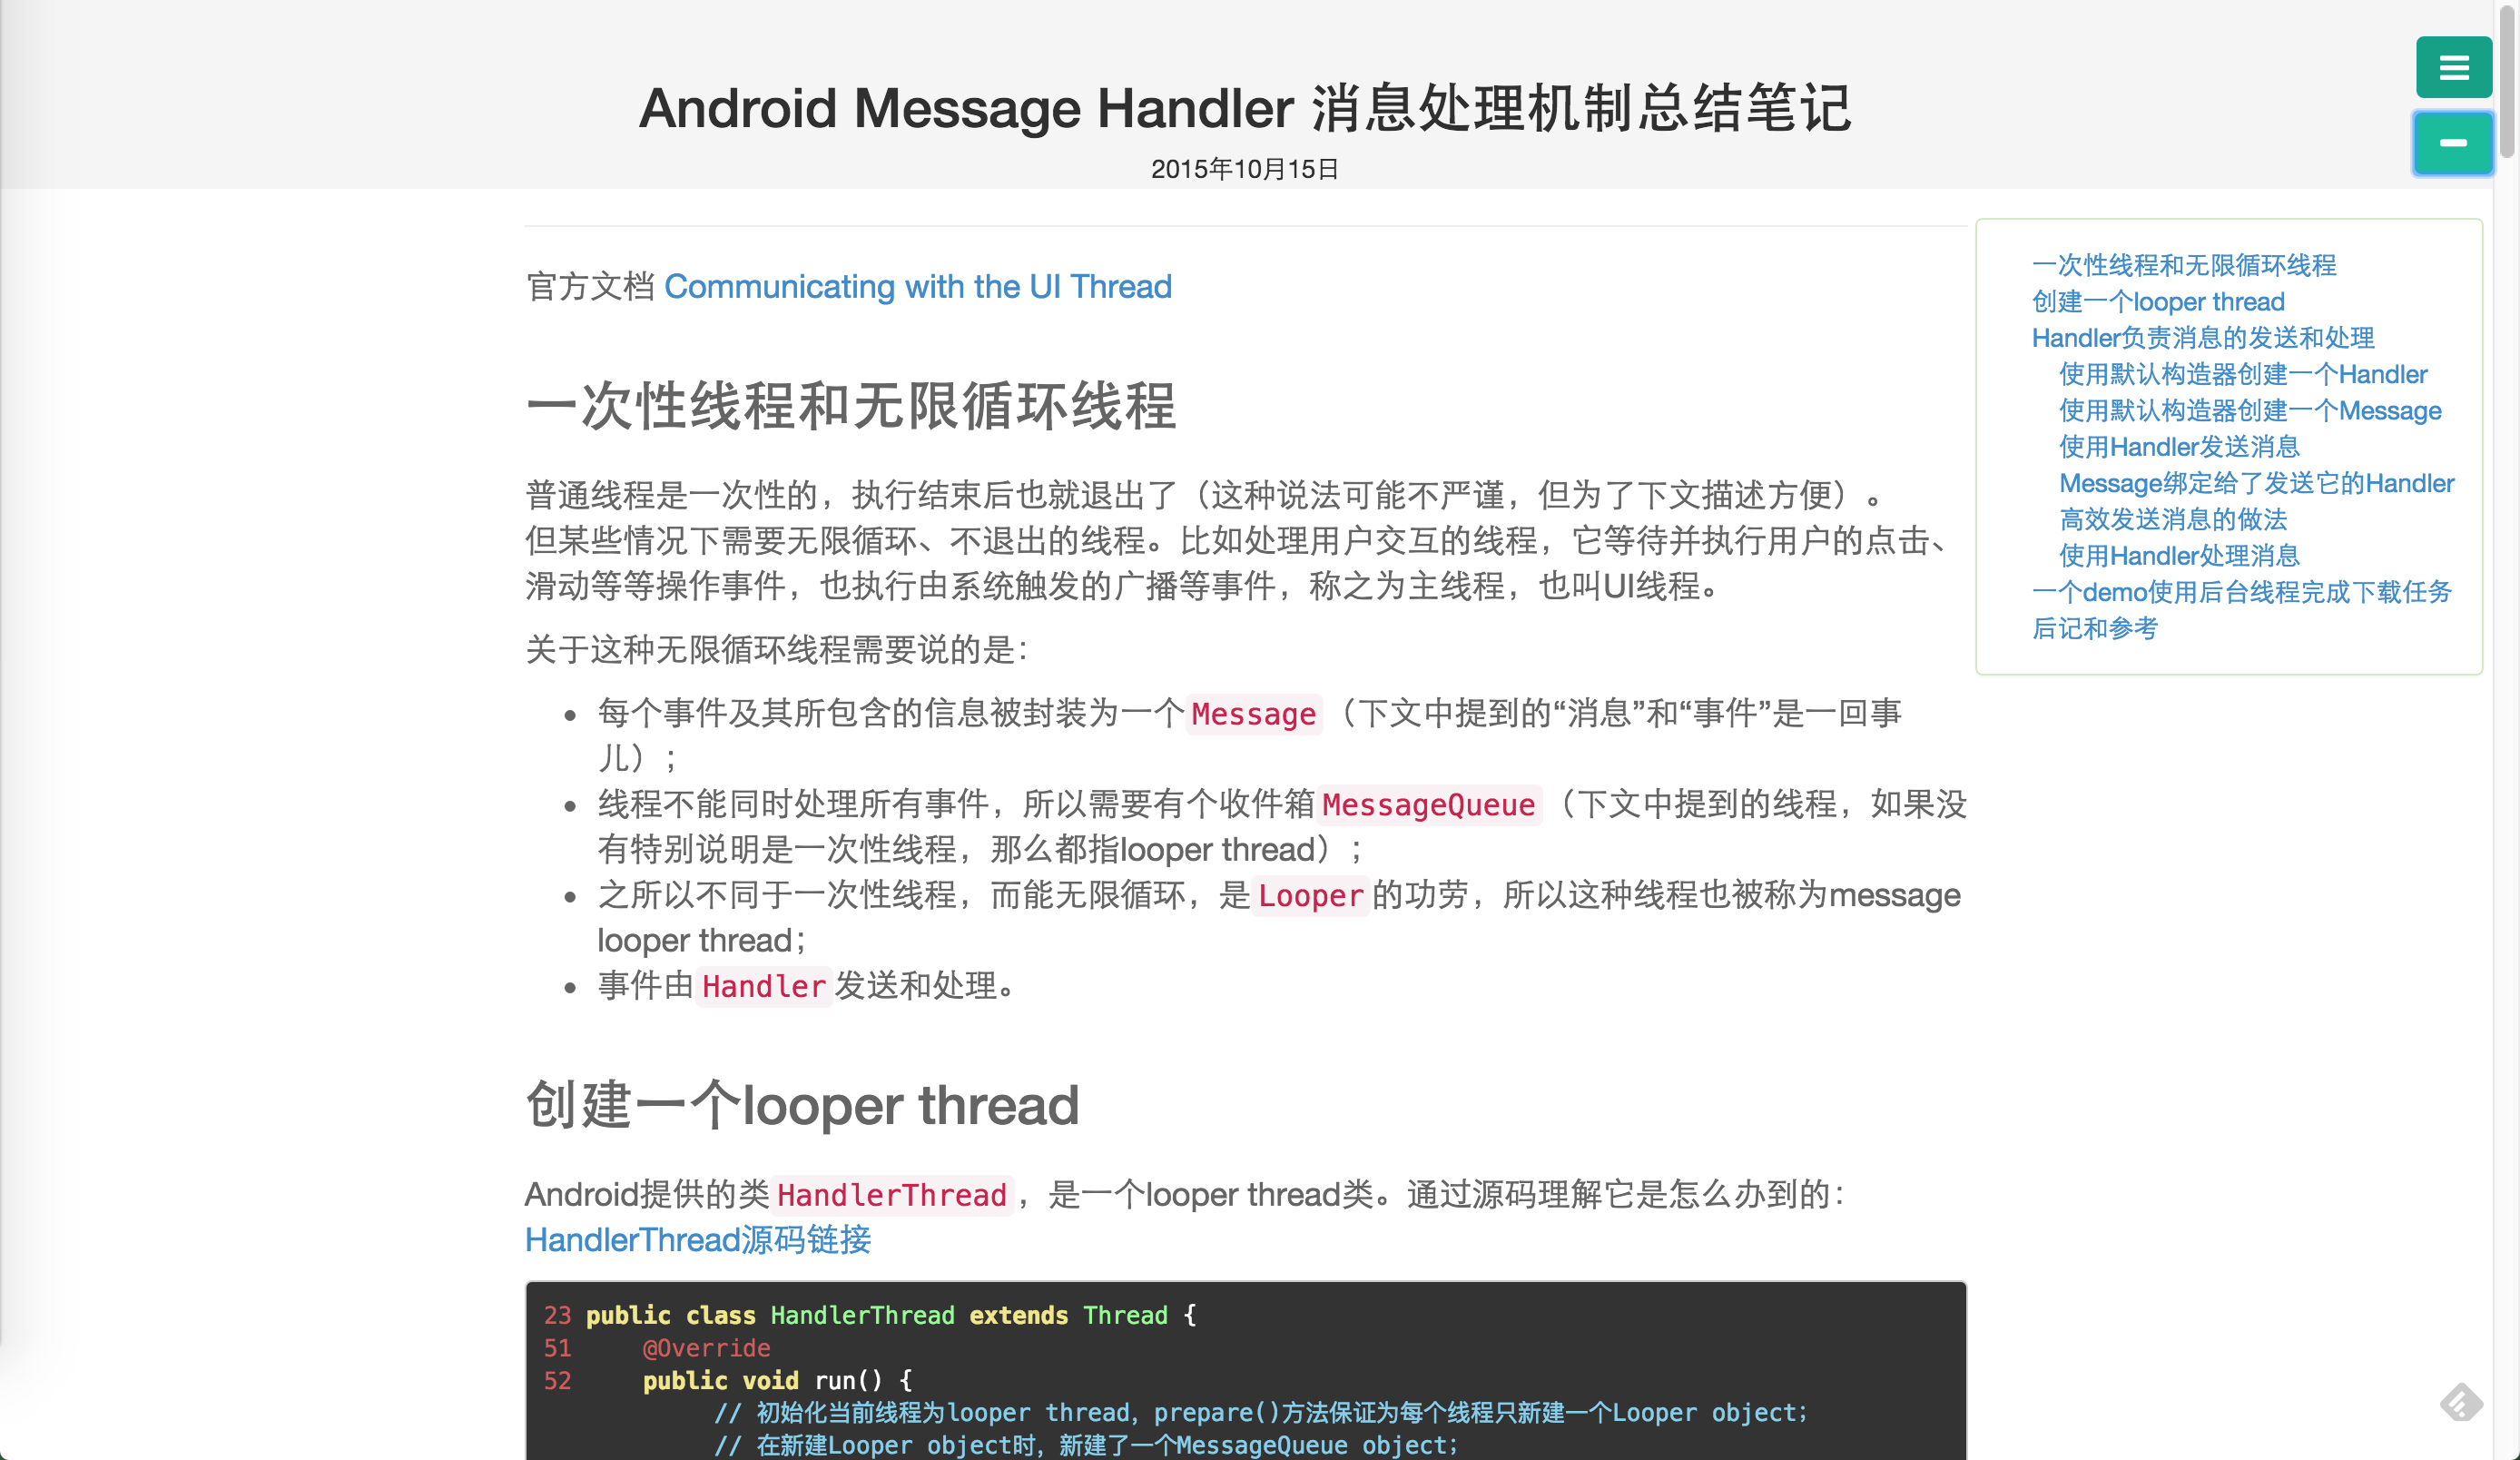 Android Message Handler 消息处理机制总结笔记
2015年10月15日
官方文档 Communicating with the UI Thread
一次性线程和无限循环线程
普通线程是一次性的，执行结束后也就退出了（这种说法可能不严谨，但为了下文描述方便）。
但某些情况下需要无限循环、不退出的线程。比如处理用户交互的线程，它等待并执行用户的点击、
滑动等等操作事件，也执行由系统触发的广播等事件，称之为主线程，也叫UI线程。
关于这种无限循环线程需要说的是：
每个事件及其所包含的信息被封装为一个Message（下文中提到的“消息”和“事件”是一回事
儿）；
线程不能同时处理所有事件，所以需要有个收件箱MessageQueue（下文中提到的线程，如果没
有特别说明是一次性线程，那么都指looper thread）；
之所以不同于一次性线程，而能无限循环，是Looper的功劳，所以这种线程也被称为message
looper thread；
事件由Handler发送和处理。
创建一个looper thread
Android提供的类HandlerThread，是一个looper thread类。通过源码理解它是怎么办到的：
HandlerThread源码链接
23 public class HandlerThread extends Thread {
51     @Override
52     public void run() {
// 初始化当前线程为looper thread，prepare()方法保证为每个线程只新建一个Looper object；
// 在新建Looper object时，新建了一个MessageQueue object；
一次性线程和无限循环线程
创建一个looper thread
Handler负责消息的发送和处理
使用默认构造器创建一个Handler
使用默认构造器创建一个Message
使用Handler发送消息
Message绑定给了发送它的Handler
高效发送消息的做法
使用Handler处理消息
一个demo使用后台线程完成下载任务
后记和参考